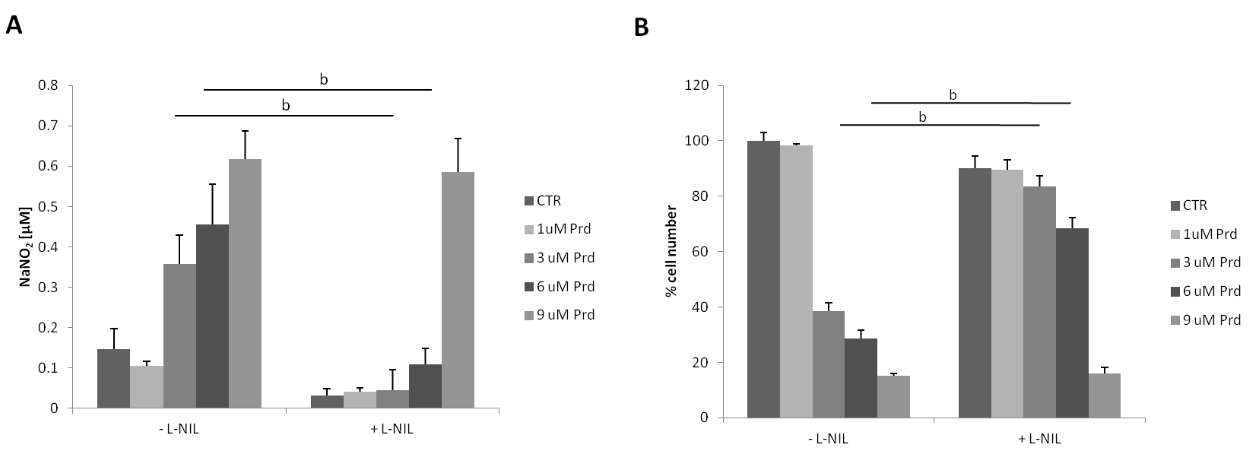 A
0.8
0.7
0.6
0.5
0.4
0.3
0.2
0.1
0
NaNO₂ [µM]
b
b
- L-NIL
+ L-NIL
CTR
1uM Prd
3 uM Prd
6 uM Prd
9 uM Prd
B
120
100
80
60
40
20
0
% cell number
b
b
- L-NIL
+ L-NIL
CTR
1uM Prd
3 uM Prd
6 uM Prd
9 uM Prd